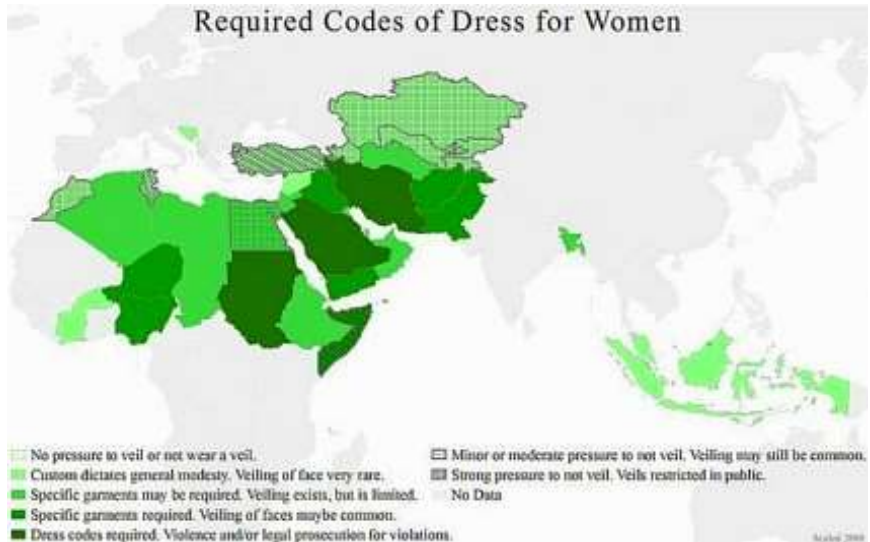 Required Codes of Dress for Women
No pressure to veil or not wear a veil.
Custom dictates general modesty. Veiling of face very rare.
Specific garments may be required. Veiling exists, but is limited.
Specific garments required. Veiling of faces maybe common.
Dress codes required. Violence and/or legal prosecution for violations.
Minor or moderate pressure to not veil. Veiling may still be common.
Strong pressure to not veil. Veils restricted in public.
No Data